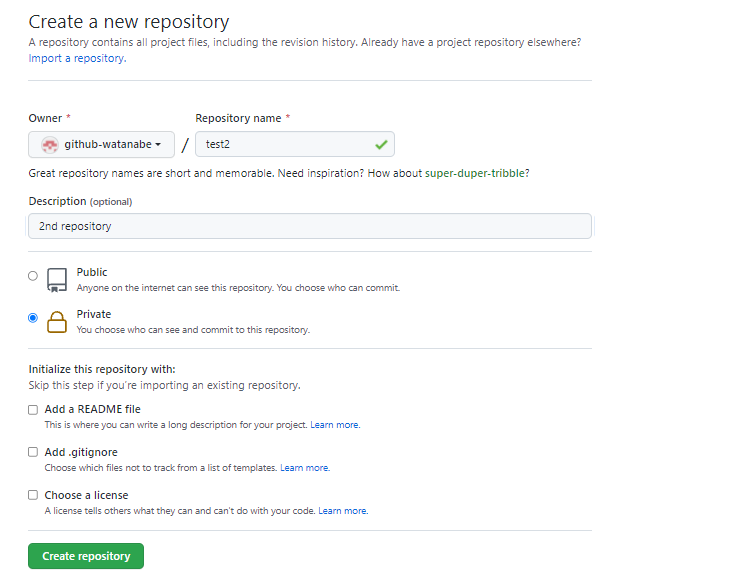 Create a new repository
A repository contains all project files, including the revision history. Already have a project repository elsewhere?
Import a repository.
Owner * Repository name *
github-watanabe / test2
Great repository names are short and memorable. Need inspiration? How about super-duper-tribble?
Description (optional)
2nd repository
Public
Anyone on the internet can see this repository. You choose who can commit.
Private
You choose who can see and commit to this repository.
Initialize this repository with:
Skip this step if you're importing an existing repository.
Add a README file
This is where you can write a long description for your project. Learn more.
Add .gitignore
Choose which files not to track from a list of templates. Learn more.
Choose a license
A license tells others what they can and can't do with your code. Learn more.
Create repository